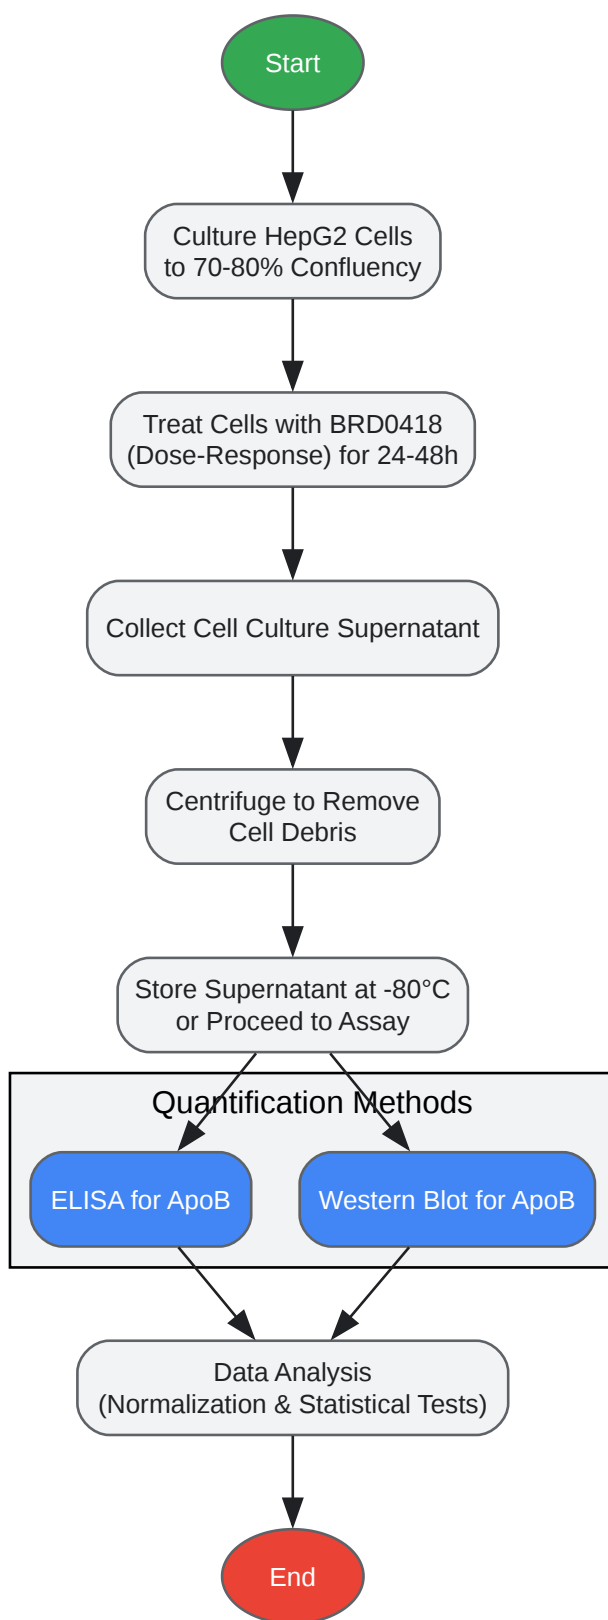 Start
Culture HepG2 Cells
to 70-80% Confluency
Treat Cells with BRD0418
(Dose-Response) for 24-48h
Collect Cell Culture Supernatant
Centrifuge to Remove
Cell Debris
Store Supernatant at -80°C
or Proceed to Assay
Quantification Methods
ELISA for ApoB
Western Blot for ApoB
Data Analysis
(Normalization & Statistical Tests)
End